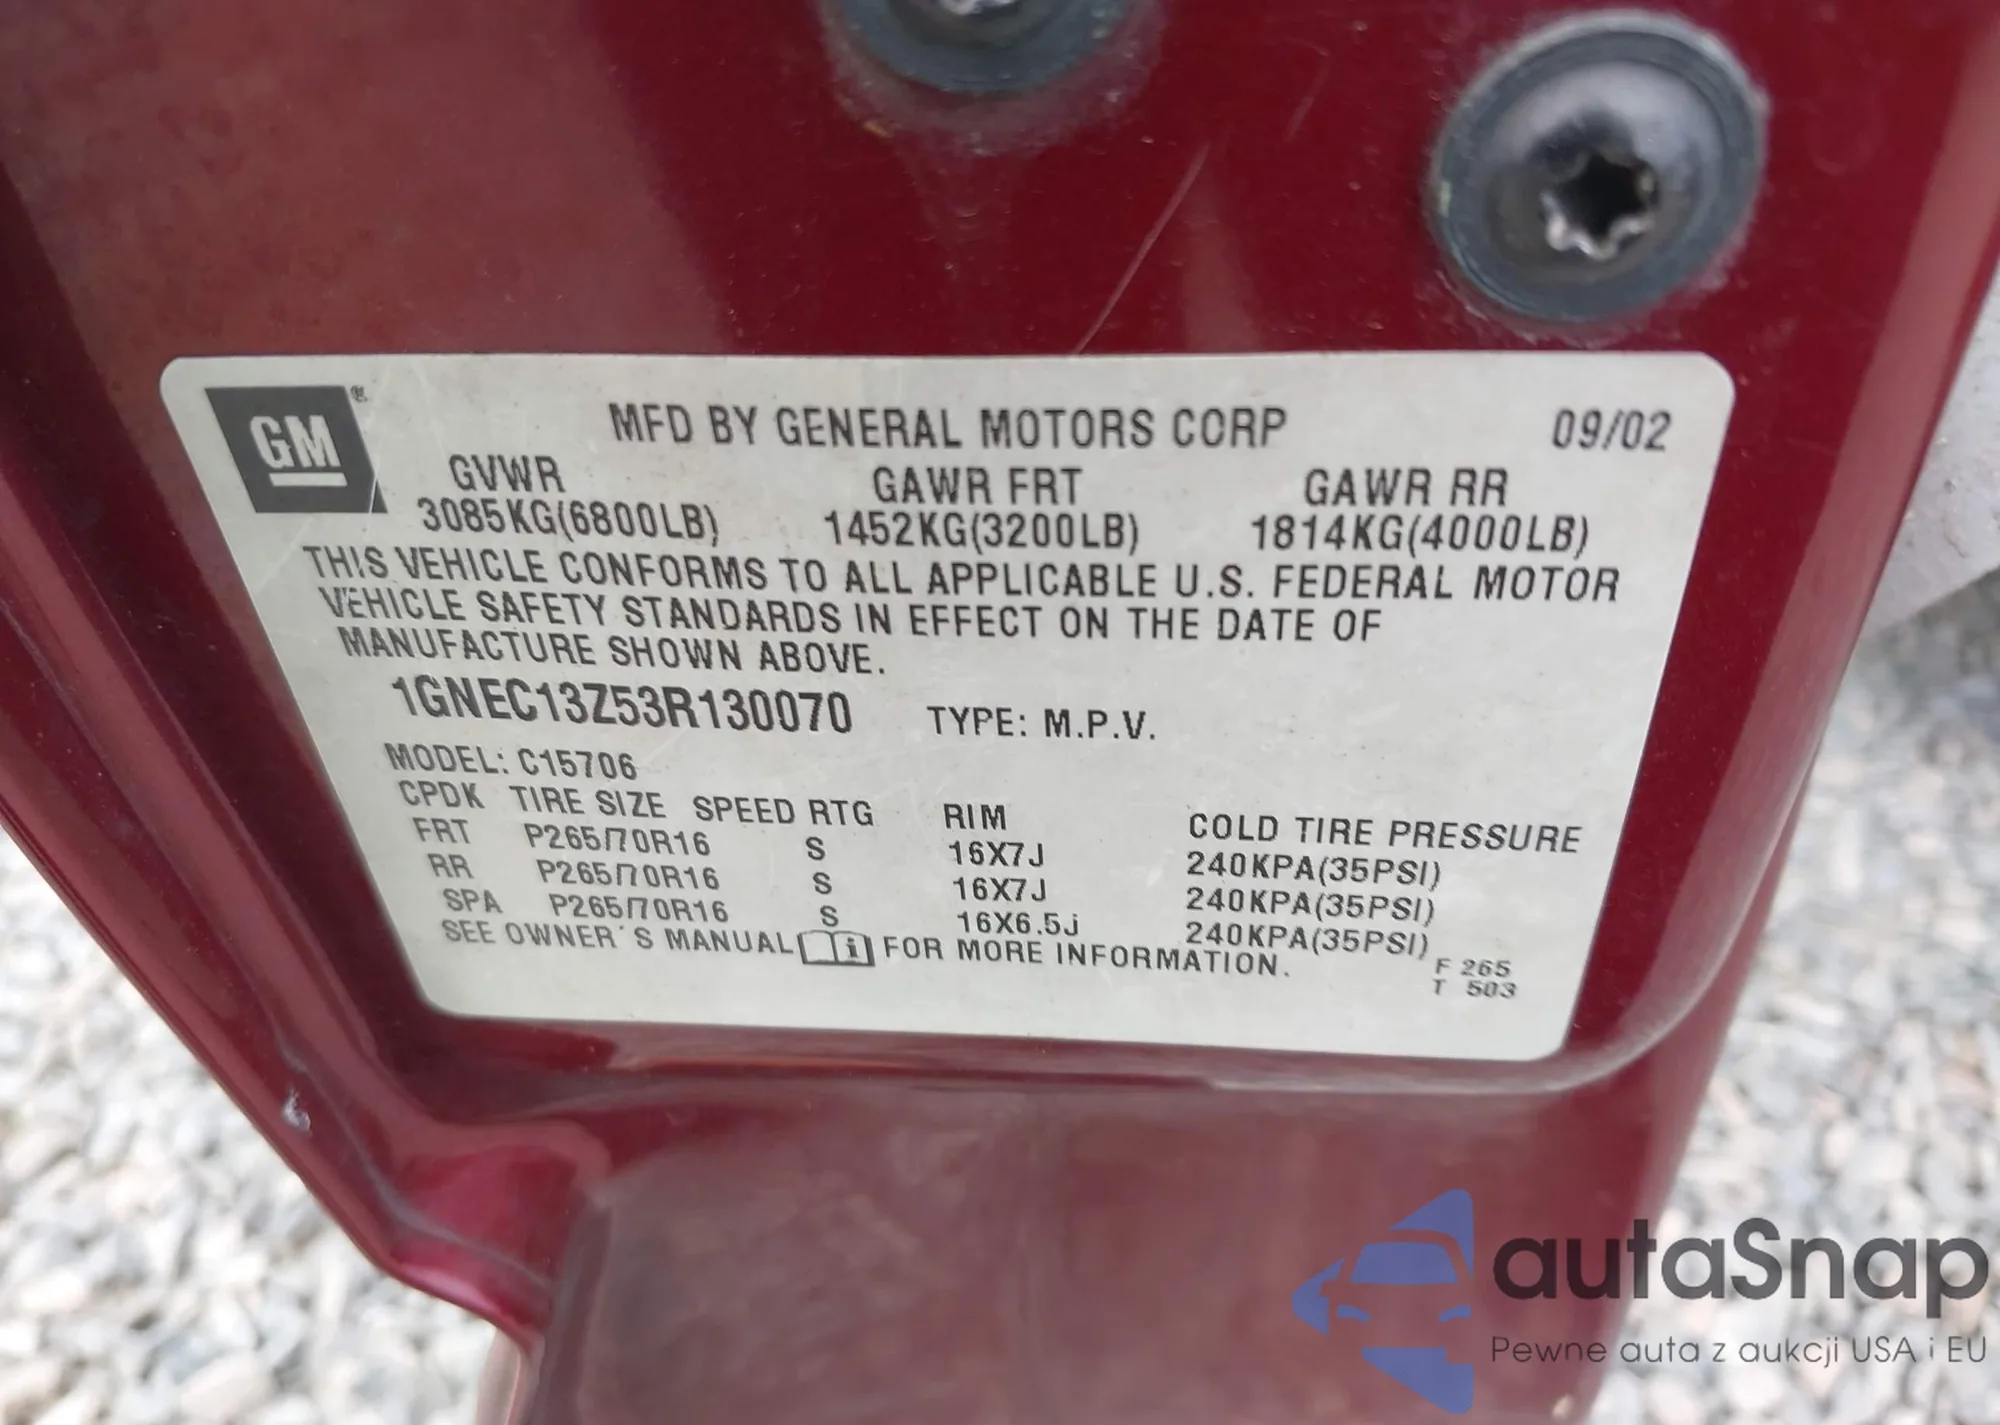 GM® MFD BY GENERAL MOTORS CORP 09/02
GVWR GAWR FRT GAWR RR
3085KG(6800LB) 1452KG(3200LB) 1814KG(4000LB)
THIS VEHICLE CONFORMS TO ALL APPLICABLE U.S. FEDERAL MOTOR
VEHICLE SAFETY STANDARDS IN EFFECT ON THE DATE OF
MANUFACTURE SHOWN ABOVE.
1GNEC13Z53R130070 TYPE: M.P.V.
MODEL: C15706
CPDK TIRE SIZE SPEED RTG RIM COLD TIRE PRESSURE
FRT P265/70R16 S 16X7J 240KPA(35PSI)
RR P265/70R16 S 16X7J 240KPA(35PSI)
SPA P265/70R16 S 16X6.5j 240KPA(35PSI)
SEE OWNER'S MANUAL i FOR MORE INFORMATION.
F 265
T 503
autaSnap
Pewne auta z aukcji USA i EU